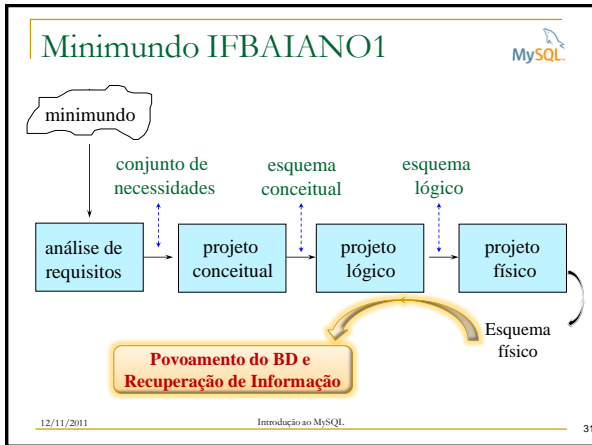 Minimundo IFBAIANO1
MySQL
minimundo
conjunto de
necessidades
esquema
conceitual
esquema
lógico
análise de
requisitos
projeto
conceitual
projeto
lógico
projeto
físico
Esquema
físico
Povoamento do BD e
Recuperação de Informação
12/11/2011
Introdução ao MySQL
31